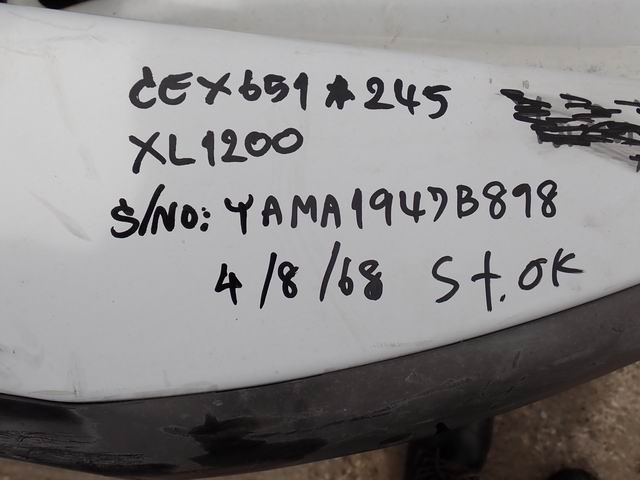 CEX651*245
XL1200
S/NO: YAMA1947B898
4/8/68 St. OK